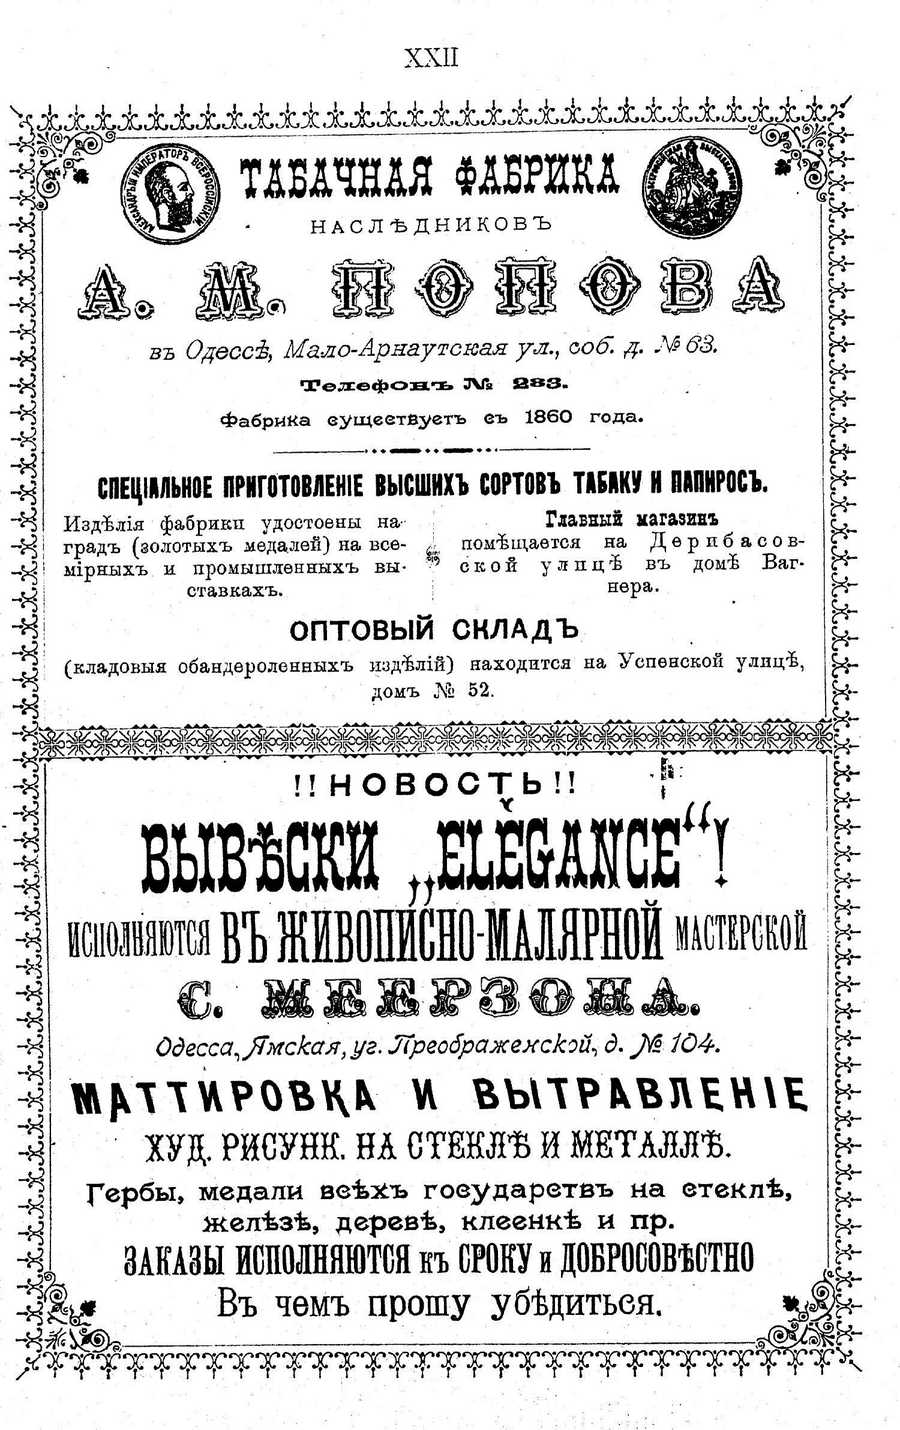 XXII
АЛЕКСАНДРЪ III ИМПЕРАТОРЪ ВСЕРОССІЙСКІЙ
ТАБАЧНАЯ ФАБРИКА
НАСЛѢДНИКОВЪ
А. М. ПОПОВА
въ Одессѣ, Мало-Арнаутская ул., соб. д. № 63.
Телефонъ № 283.
Фабрика существуетъ съ 1860 года.
СПЕЦІАЛЬНОЕ ПРИГОТОВЛЕНІЕ ВЫСШИХЪ СОРТОВЪ ТАБАКУ И ПАПИРОСЪ.
Издѣлія фабрики удостоены на-
градъ (золотыхъ медалей) на все-
мірныхъ и промышленныхъ вы-
ставкахъ.
Главный магазинъ
помѣщается на Дерибасов-
ской улицѣ въ домѣ Ваг-
нера.
ОПТОВЫЙ СКЛАДЪ
(кладовыя обандероленныхъ издѣлій) находится на Успенской улицѣ,
домъ № 52.
!!НОВОСТЬ!!
ВЫВѢСКИ „ELĔGANCE“!
ИСПОЛНЯЮТСЯ ВЪ ЖИВОПИСНО-МАЛЯРНОЙ МАСТЕРСКОЙ
С. МЕЕРЗОНА.
Одесса, Ямская, уг. Преображенской, д. № 104.
МАТТИРОВКА И ВЫТРАВЛЕНІЕ
ХУД. РИСУНК. НА СТЕКЛѢ И МЕТАЛЛѢ.
Гербы, медали всѣхъ государствъ на стеклѣ,
желѣзѣ, деревѣ, клеенкѣ и пр.
ЗАКАЗЫ ИСПОЛНЯЮТСЯ къ СРОКУ и ДОБРОСОВѢСТНО
Въ чемъ прошу убѣдиться.